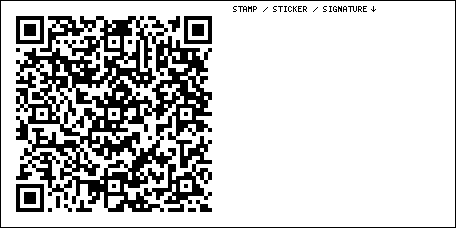 STAMP / STICKER / SIGNATURE ↓